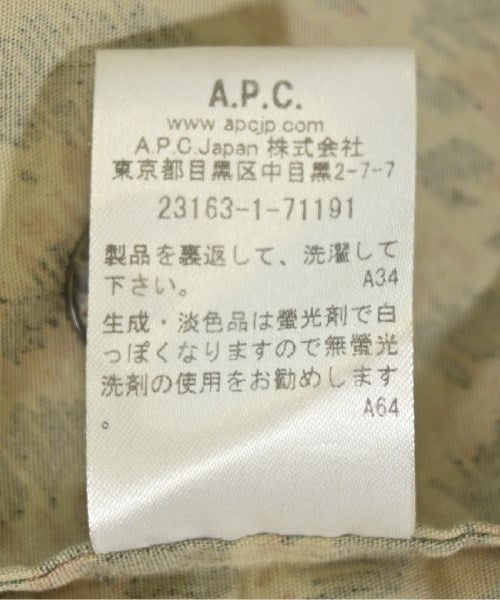 A.P.C.
www.apcjp.com
A.P.C.Japan 株式会社
東京都目黒区中目黒2-7-7
23163-1-71191
製品を裏返して、洗濯して
下さい。 A34
生成・淡色品は螢光剤で白
っぽくなりますので無螢光
洗剤の使用をお勧めします
。 A64